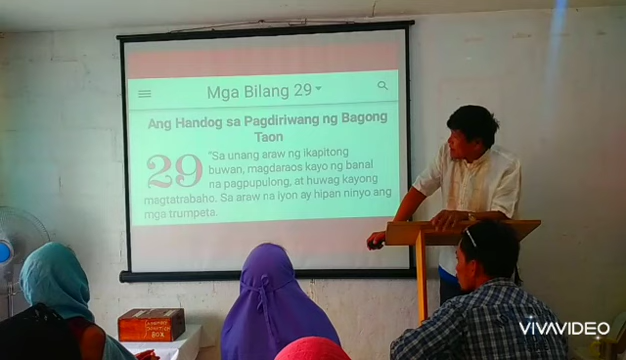 Mga Bilang 29
Ang Handog sa Pagdiriwang ng Bagong
Taon
29 "Sa unang araw ng ikapitong
buwan, magdaraos kayo ng banal
na pagpupulong, at huwag kayong
magtatrabaho. Sa araw na iyon ay hipan ninyo ang
mga trumpeta.
BOX
VIVAVIDEO